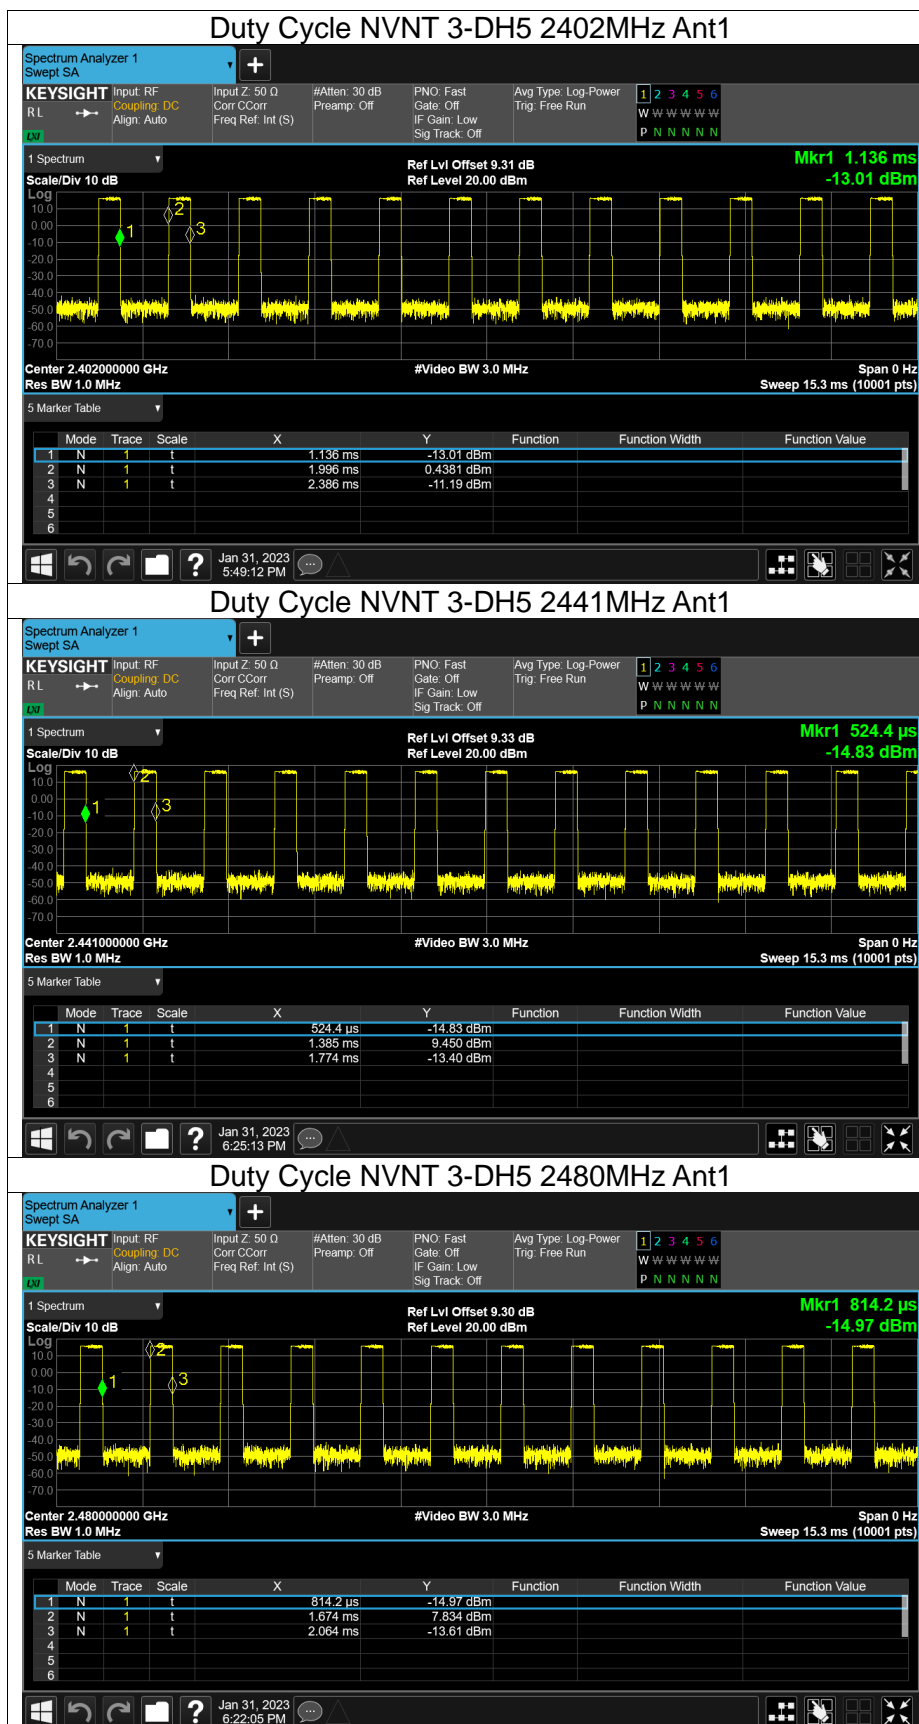 Duty Cycle NVNT 3-DH5 2402MHz Ant1
Spectrum Analyzer 1
Swept SA
+
KEYSIGHT Input: RF Input Z: 50 Ω #Atten: 30 dB PNO: Fast Avg Type: Log-Power 1 2 3 4 5 6
R L Coupling: DC Corr CCorr Preamp: Off Gate: Off Trig: Free Run
Align: Auto Freq Ref: Int (S) IF Gain: Low W W W W W W
LXI Sig Track: Off P N N N N N
1 Spectrum Ref Lvl Offset 9.31 dB Mkr1 1.136 ms
Scale/Div 10 dB Ref Level 20.00 dBm -13.01 dBm
Log
10.0
0.00
-10.0
-20.0
-30.0
-40.0
-50.0
-60.0
-70.0
1
2
3
Center 2.402000000 GHz #Video BW 3.0 MHz Span 0 Hz
Res BW 1.0 MHz Sweep 15.3 ms (10001 pts)
5 Marker Table
Mode Trace Scale X Y Function Function Width Function Value
1 N 1 t 1.136 ms -13.01 dBm
2 N 1 t 1.996 ms 0.4381 dBm
3 N 1 t 2.386 ms -11.19 dBm
4
5
6
? Jan 31, 2023
5:49:12 PM
Duty Cycle NVNT 3-DH5 2441MHz Ant1
Spectrum Analyzer 1
Swept SA
+
KEYSIGHT Input: RF Input Z: 50 Ω #Atten: 30 dB PNO: Fast Avg Type: Log-Power 1 2 3 4 5 6
R L Coupling: DC Corr CCorr Preamp: Off Gate: Off Trig: Free Run
Align: Auto Freq Ref: Int (S) IF Gain: Low W W W W W W
LXI Sig Track: Off P N N N N N
1 Spectrum Ref Lvl Offset 9.33 dB Mkr1 524.4 µs
Scale/Div 10 dB Ref Level 20.00 dBm -14.83 dBm
Log
10.0
0.00
-10.0
-20.0
-30.0
-40.0
-50.0
-60.0
-70.0
1
2
3
Center 2.441000000 GHz #Video BW 3.0 MHz Span 0 Hz
Res BW 1.0 MHz Sweep 15.3 ms (10001 pts)
5 Marker Table
Mode Trace Scale X Y Function Function Width Function Value
1 N 1 t 524.4 µs -14.83 dBm
2 N 1 t 1.385 ms 9.450 dBm
3 N 1 t 1.774 ms -13.40 dBm
4
5
6
? Jan 31, 2023
6:25:13 PM
Duty Cycle NVNT 3-DH5 2480MHz Ant1
Spectrum Analyzer 1
Swept SA
+
KEYSIGHT Input: RF Input Z: 50 Ω #Atten: 30 dB PNO: Fast Avg Type: Log-Power 1 2 3 4 5 6
R L Coupling: DC Corr CCorr Preamp: Off Gate: Off Trig: Free Run
Align: Auto Freq Ref: Int (S) IF Gain: Low W W W W W W
LXI Sig Track: Off P N N N N N
1 Spectrum Ref Lvl Offset 9.30 dB Mkr1 814.2 µs
Scale/Div 10 dB Ref Level 20.00 dBm -14.97 dBm
Log
10.0
0.00
-10.0
-20.0
-30.0
-40.0
-50.0
-60.0
-70.0
1
2
3
Center 2.480000000 GHz #Video BW 3.0 MHz Span 0 Hz
Res BW 1.0 MHz Sweep 15.3 ms (10001 pts)
5 Marker Table
Mode Trace Scale X Y Function Function Width Function Value
1 N 1 t 814.2 µs -14.97 dBm
2 N 1 t 1.674 ms 7.834 dBm
3 N 1 t 2.064 ms -13.61 dBm
4
5
6
? Jan 31, 2023
6:22:05 PM